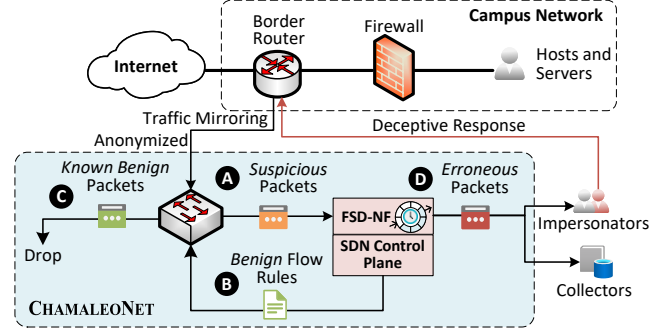 Campus Network
Border
Router
Firewall
Internet
Hosts and
Servers
Traffic Mirroring
Anonymized
Deceptive Response
Known Benign
Packets
C
A
Suspicious
Packets
D
Erroneous
Packets
FSD-NF
SDN Control
Plane
Impersonators
Drop
B
Benign Flow
Rules
Collectors
CHAMALEONET